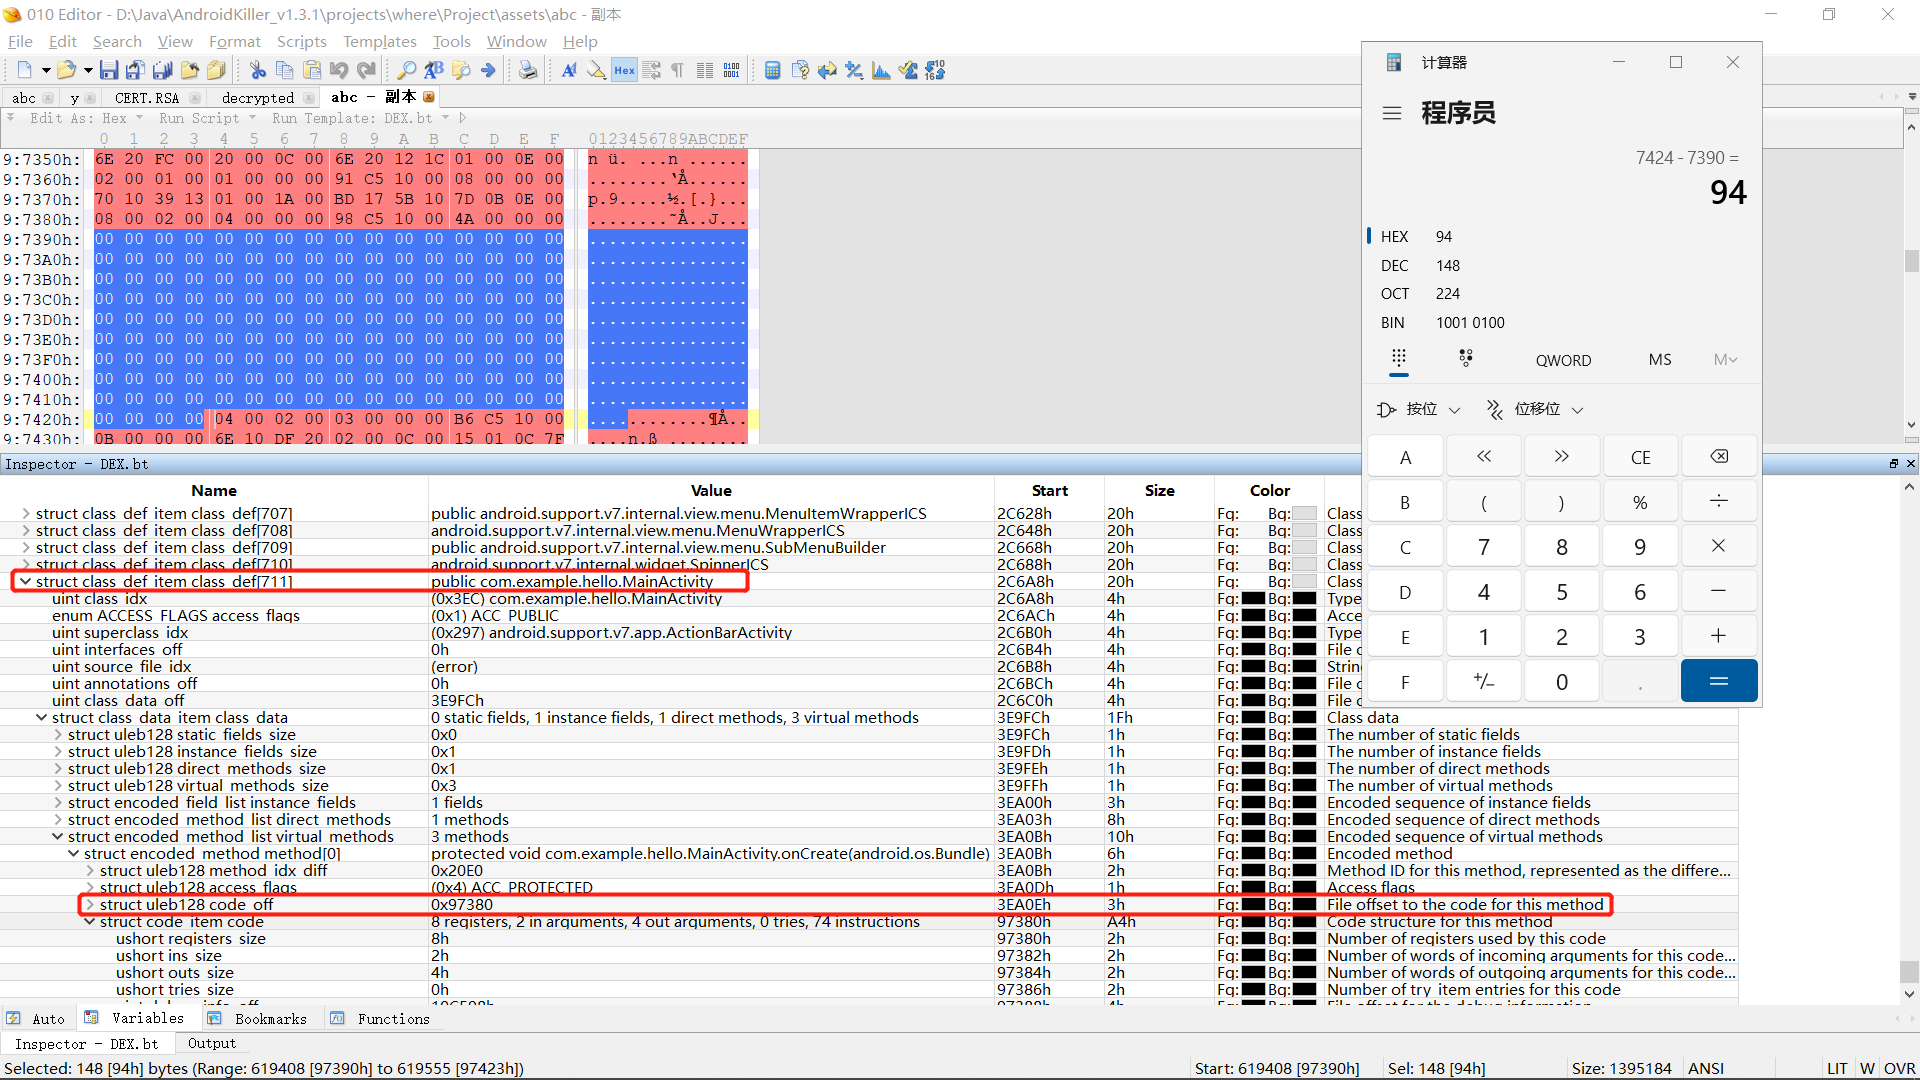 010 Editor - D:\Java\AndroidKiller_v1.3.1\projects\where\Project\assets\abc - 副本
File Edit Search View Format Scripts Templates Tools Window Help
abc y CERT.RSA decrypted abc - 副本
Edit As: Hex Run Script Run Template: DEX.bt
0 1 2 3 4 5 6 7 8 9 A B C D E F 0123456789ABCDEF
9:7350h: 6E 20 FC 00 20 00 0C 00 6E 20 12 1C 01 00 0E 00 n ü. ...n ......
9:7360h: 02 00 01 00 01 00 00 00 91 C5 10 00 08 00 00 00 ........‘Å......
9:7370h: 70 10 39 13 01 00 1A 00 BD 17 5B 10 7D 0B 0E 00 p.9.....½.[.}...
9:7380h: 08 00 02 00 04 00 00 00 98 C5 10 00 4A 00 00 00 ........˜Å..J...
9:7390h: 00 00 00 00 00 00 00 00 00 00 00 00 00 00 00 00 ................
9:73A0h: 00 00 00 00 00 00 00 00 00 00 00 00 00 00 00 00 ................
9:73B0h: 00 00 00 00 00 00 00 00 00 00 00 00 00 00 00 00 ................
9:73C0h: 00 00 00 00 00 00 00 00 00 00 00 00 00 00 00 00 ................
9:73D0h: 00 00 00 00 00 00 00 00 00 00 00 00 00 00 00 00 ................
9:73E0h: 00 00 00 00 00 00 00 00 00 00 00 00 00 00 00 00 ................
9:73F0h: 00 00 00 00 00 00 00 00 00 00 00 00 00 00 00 00 ................
9:7400h: 00 00 00 00 00 00 00 00 00 00 00 00 00 00 00 00 ................
9:7410h: 00 00 00 00 00 00 00 00 00 00 00 00 00 00 00 00 ................
9:7420h: 00 00 00 00 04 00 02 00 03 00 00 00 B6 C5 10 00 ............¶Å..
9:7430h: 0B 00 00 00 6E 10 DF 20 02 00 0C 00 15 01 0C 7F ....n.ß ........
计算器
程序员
7424 - 7390 =
94
HEX 94
DEC 148
OCT 224
BIN 1001 0100
QWORD MS M
按位 位移位
A « » CE
B ( ) % ÷
C 7 8 9 ×
D 4 5 6 −
E 1 2 3 +
F +/− 0 . =
Inspector - DEX.bt
Name Value Start Size Color
struct class_def_item class_def[707] public android.support.v7.internal.view.menu.MenuItemWrapperICS 2C628h 20h Fg: Bg: Class
struct class_def_item class_def[708] android.support.v7.internal.view.menu.MenuWrapperICS 2C648h 20h Fg: Bg: Class
struct class_def_item class_def[709] public android.support.v7.internal.view.menu.SubMenuBuilder 2C668h 20h Fg: Bg: Class
struct class_def_item class_def[710] android.support.v7.internal.widget.SpinnerICS 2C688h 20h Fg: Bg: Class
struct class_def_item class_def[711] public com.example.hello.MainActivity 2C6A8h 20h Fg: Bg: Class
uint class_idx (0x3EC) com.example.hello.MainActivity 2C6A8h 4h Fg: Bg: Type
enum ACCESS_FLAGS access_flags (0x1) ACC_PUBLIC 2C6ACh 4h Fg: Bg: Acce
uint superclass_idx (0x297) android.support.v7.app.ActionBarActivity 2C6B0h 4h Fg: Bg: Type
uint interfaces_off 0h 2C6B4h 4h Fg: Bg: File
uint source_file_idx (error) 2C6B8h 4h Fg: Bg: Strin
uint annotations_off 0h 2C6BCh 4h Fg: Bg: File
uint class_data_off 3E9FCh 2C6C0h 4h Fg: Bg: File
struct class_data_item class_data 0 static fields, 1 instance fields, 1 direct methods, 3 virtual methods 3E9FCh 1Fh Fg: Bg: Class data
struct uleb128 static_fields_size 0x0 3E9FCh 1h Fg: Bg: The number of static fields
struct uleb128 instance_fields_size 0x1 3E9FDh 1h Fg: Bg: The number of instance fields
struct uleb128 direct_methods_size 0x1 3E9FEh 1h Fg: Bg: The number of direct methods
struct uleb128 virtual_methods_size 0x3 3E9FFh 1h Fg: Bg: The number of virtual methods
struct encoded_field_list instance_fields 1 fields 3EA00h 3h Fg: Bg: Encoded sequence of instance fields
struct encoded_method_list direct_methods 1 methods 3EA03h 8h Fg: Bg: Encoded sequence of direct methods
struct encoded_method_list virtual_methods 3 methods 3EA0Bh 10h Fg: Bg: Encoded sequence of virtual methods
struct encoded_method method[0] protected void com.example.hello.MainActivity.onCreate(android.os.Bundle) 3EA0Bh 6h Fg: Bg: Encoded method
struct uleb128 method_idx_diff 0x20E0 3EA0Bh 2h Fg: Bg: Method ID for this method, represented as the differe...
struct uleb128 access_flags (0x4) ACC_PROTECTED 3EA0Dh 1h Fg: Bg: Access flags
struct uleb128 code_off 0x97380 3EA0Eh 3h Fg: Bg: File offset to the code for this method
struct code_item code 8 registers, 2 in arguments, 4 out arguments, 0 tries, 74 instructions 97380h A4h Fg: Bg: Code structure for this method
ushort registers_size 8h 97380h 2h Fg: Bg: Number of registers used by this code
ushort ins_size 2h 97382h 2h Fg: Bg: Number of words of incoming arguments for this code...
ushort outs_size 4h 97384h 2h Fg: Bg: Number of words of outgoing arguments for this code...
ushort tries_size 0h 97386h 2h Fg: Bg: Number of try_item entries for this code
Auto Variables Bookmarks Functions
Inspector - DEX.bt Output
Selected: 148 [94h] bytes (Range: 619408 [97390h] to 619555 [97423h]) Start: 619408 [97390h] Sel: 148 [94h] Size: 1395184 ANSI LIT W OVR